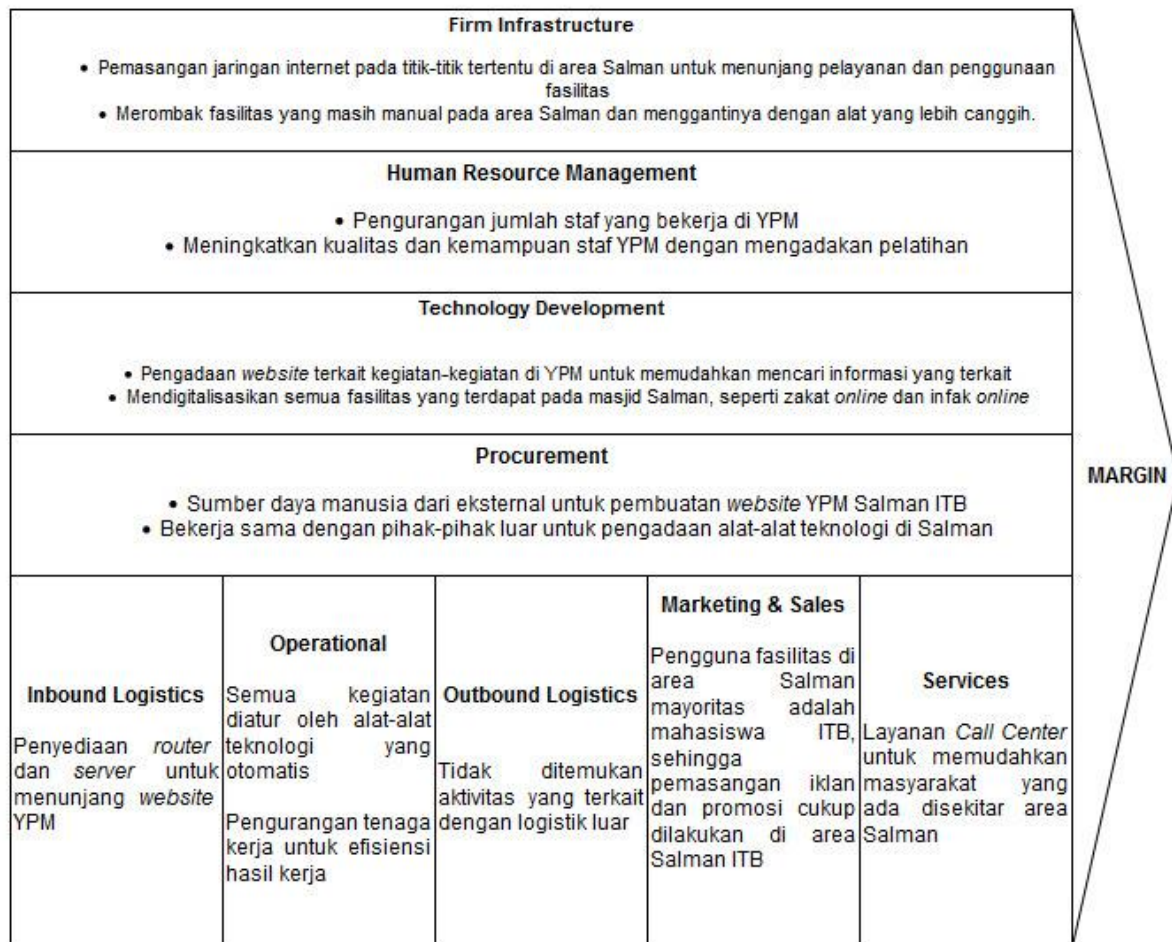 Firm Infrastructure
• Pemasangan jaringan internet pada titik-titik tertentu di area Salman untuk menunjang pelayanan dan penggunaan
fasilitas
• Merombak fasilitas yang masih manual pada area Salman dan menggantinya dengan alat yang lebih canggih.
Human Resource Management
• Pengurangan jumlah staf yang bekerja di YPM
• Meningkatkan kualitas dan kemampuan staf YPM dengan mengadakan pelatihan
Technology Development
• Pengadaan website terkait kegiatan-kegiatan di YPM untuk memudahkan mencari informasi yang terkait
• Mendigitalisasikan semua fasilitas yang terdapat pada masjid Salman, seperti zakat online dan infak online
Procurement
• Sumber daya manusia dari eksternal untuk pembuatan website YPM Salman ITB
• Bekerja sama dengan pihak-pihak luar untuk pengadaan alat-alat teknologi di Salman
MARGIN
Inbound Logistics
Penyediaan router
dan server untuk
menunjang website
YPM
Operational
Semua kegiatan
diatur oleh alat-alat
teknologi yang
otomatis
Pengurangan tenaga
kerja untuk efisiensi
hasil kerja
Outbound Logistics
Tidak ditemukan
aktivitas yang terkait
dengan logistik luar
Marketing & Sales
Pengguna fasilitas di
area Salman
mayoritas adalah
mahasiswa ITB,
sehingga
pemasangan iklan
dan promosi cukup
dilakukan di area
Salman ITB
Services
Layanan Call Center
untuk memudahkan
masyarakat yang
ada disekitar area
Salman